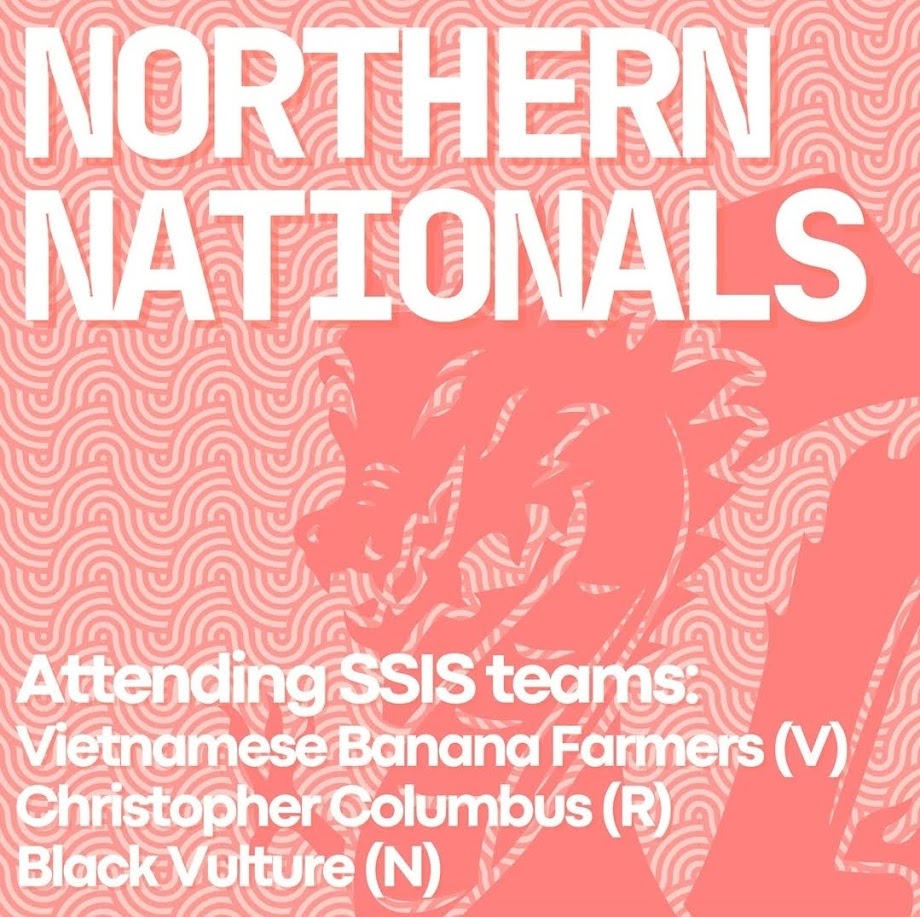 NORTHERN
NATIONALS
Attending SSIS teams:
Vietnamese Banana Farmers (V)
Christopher Columbus (R)
Black Vulture (N)